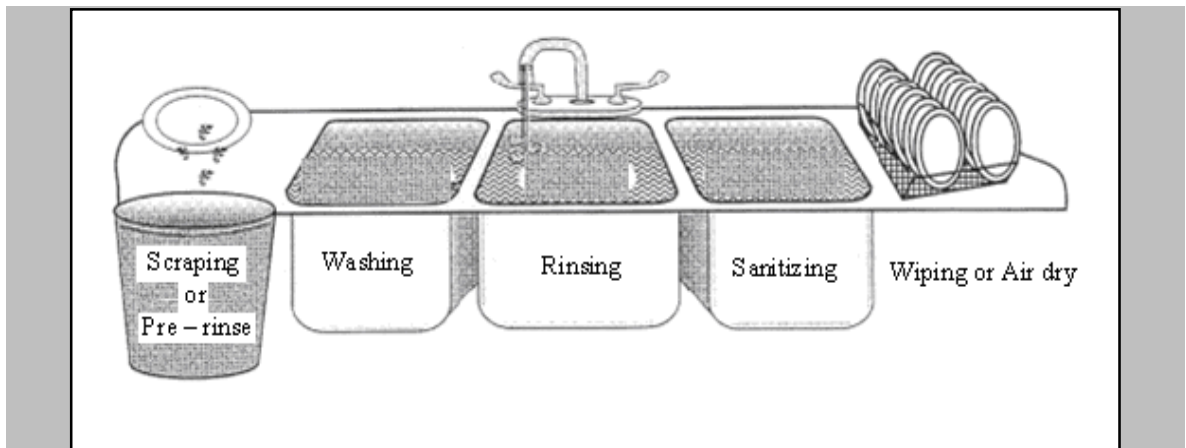 Scraping
or
Pre – rinse
Washing
Rinsing
Sanitizing
Wiping or Air dry